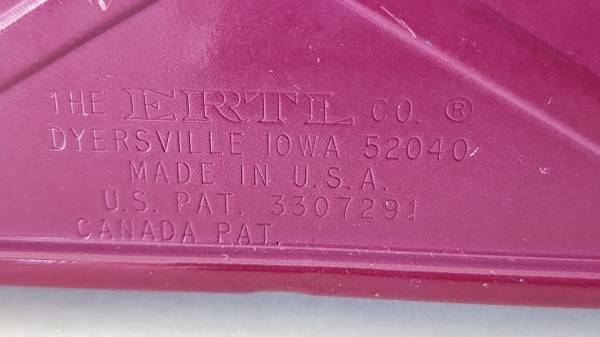 THE ERTL CO. ®
DYERSVILLE IOWA 52040
MADE IN U.S.A.
U.S. PAT. 3307291
CANADA PAT.